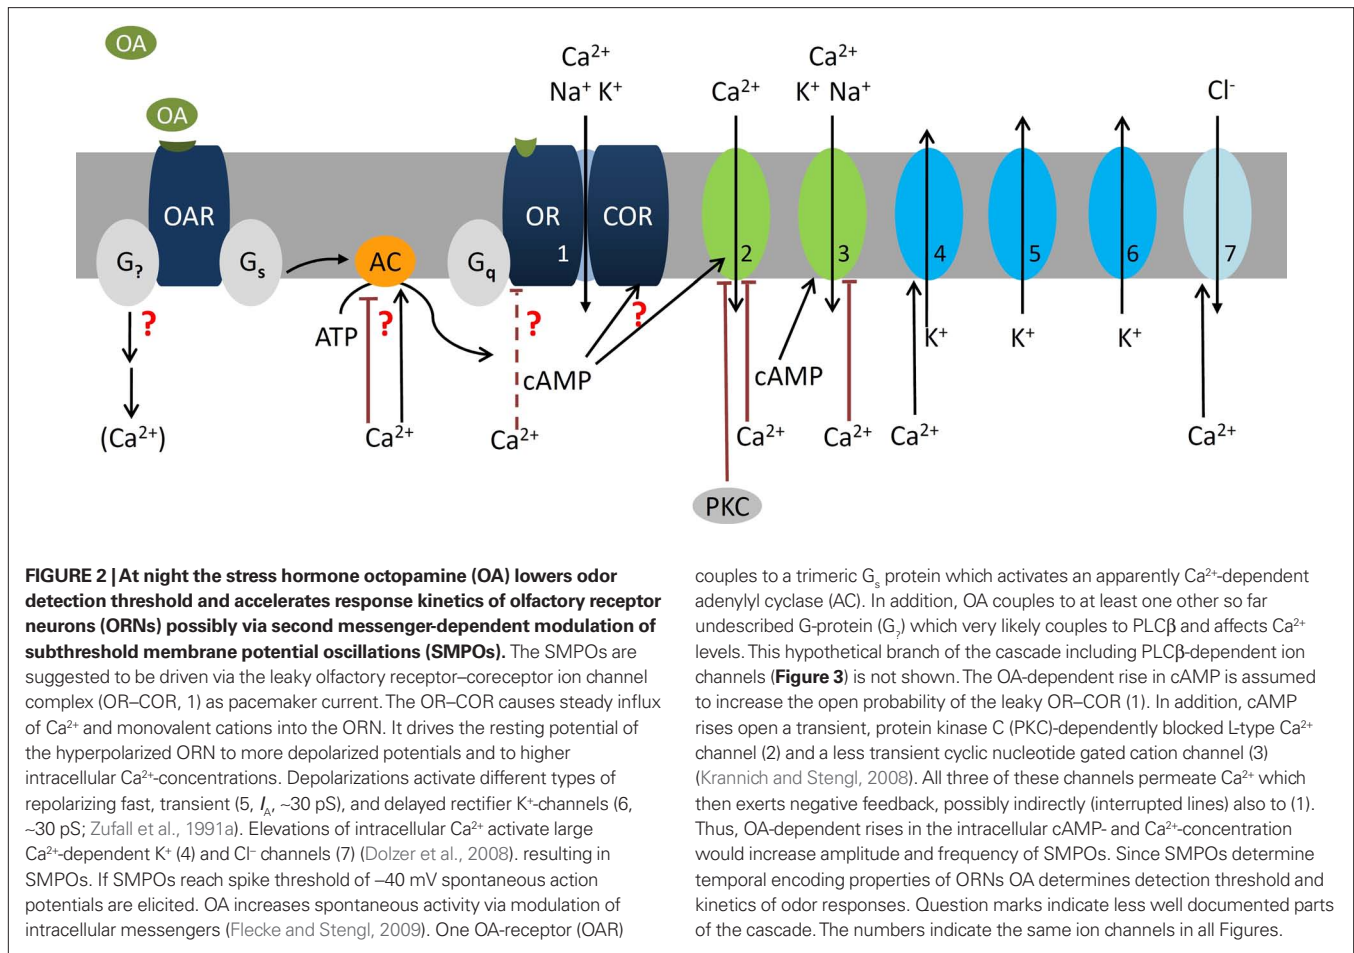 OA
OA
OAR
G?
Gs
AC
Gq
OR
COR
1
Ca²⁺
Na⁺ K⁺
Ca²⁺
Ca²⁺
K⁺ Na⁺
Cl⁻
2
3
4
5
6
7
?
?
?
?
ATP
cAMP
cAMP
K⁺
K⁺
K⁺
(Ca²⁺)
Ca²⁺
Ca²⁺
Ca²⁺
Ca²⁺
Ca²⁺
Ca²⁺
PKC
FIGURE 2 | At night the stress hormone octopamine (OA) lowers odor
detection threshold and accelerates response kinetics of olfactory receptor
neurons (ORNs) possibly via second messenger-dependent modulation of
subthreshold membrane potential oscillations (SMPOs). The SMPOs are
suggested to be driven via the leaky olfactory receptor–coreceptor ion channel
complex (OR–COR, 1) as pacemaker current. The OR–COR causes steady influx
of Ca²⁺ and monovalent cations into the ORN. It drives the resting potential of
the hyperpolarized ORN to more depolarized potentials and to higher
intracellular Ca²⁺-concentrations. Depolarizations activate different types of
repolarizing fast, transient (5, I_A, ~30 pS), and delayed rectifier K⁺-channels (6,
~30 pS; Zufall et al., 1991a). Elevations of intracellular Ca²⁺ activate large
Ca²⁺-dependent K⁺ (4) and Cl⁻ channels (7) (Dolzer et al., 2008). resulting in
SMPOs. If SMPOs reach spike threshold of –40 mV spontaneous action
potentials are elicited. OA increases spontaneous activity via modulation of
intracellular messengers (Flecke and Stengl, 2009). One OA-receptor (OAR)
couples to a trimeric Gs protein which activates an apparently Ca²⁺-dependent
adenylyl cyclase (AC). In addition, OA couples to at least one other so far
undescribed G-protein (G?) which very likely couples to PLCβ and affects Ca²⁺
levels. This hypothetical branch of the cascade including PLCβ-dependent ion
channels (Figure 3) is not shown. The OA-dependent rise in cAMP is assumed
to increase the open probability of the leaky OR–COR (1). In addition, cAMP
rises open a transient, protein kinase C (PKC)-dependently blocked L-type Ca²⁺
channel (2) and a less transient cyclic nucleotide gated cation channel (3)
(Krannich and Stengl, 2008). All three of these channels permeate Ca²⁺ which
then exerts negative feedback, possibly indirectly (interrupted lines) also to (1).
Thus, OA-dependent rises in the intracellular cAMP- and Ca²⁺-concentration
would increase amplitude and frequency of SMPOs. Since SMPOs determine
temporal encoding properties of ORNs OA determines detection threshold and
kinetics of odor responses. Question marks indicate less well documented parts
of the cascade. The numbers indicate the same ion channels in all Figures.